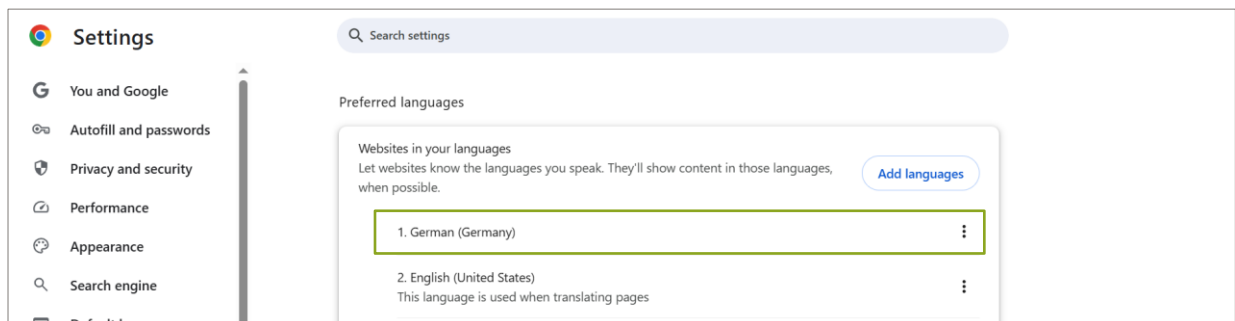 Settings
Search settings
You and Google
Autofill and passwords
Privacy and security
Performance
Appearance
Search engine
Preferred languages
Websites in your languages
Let websites know the languages you speak. They'll show content in those languages,
when possible.
Add languages
1. German (Germany)
2. English (United States)
This language is used when translating pages